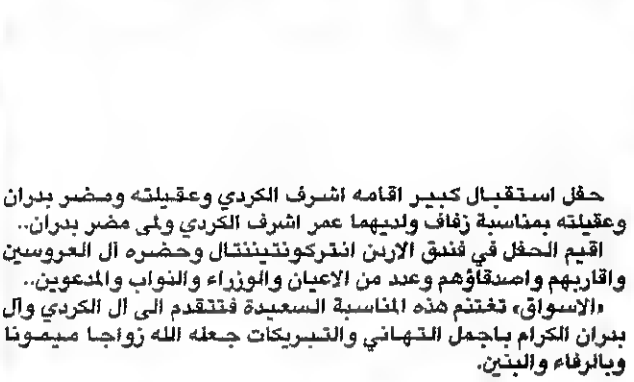 حفل استقبال كبير اقامه اشرف الكردي وعقيلته ومضر بدران
وعقيلته بمناسبة زفاف ولديهما عمر اشرف الكردي ولمى مضر بدران..
اقيم الحفل في فندق الاردن انتركونتيننتال وحضره آل العروسين
واقاربهم واصدقاؤهم وعدد من الاعيان والوزراء والنواب والمدعوين..
«الاسواق» تغتنم هذه المناسبة السعيدة فتتقدم الى آل الكردي وآل
بدران الكرام باجمل التهاني والتبريكات جعله الله زواجا ميمونا
وبالرفاء والبنين.